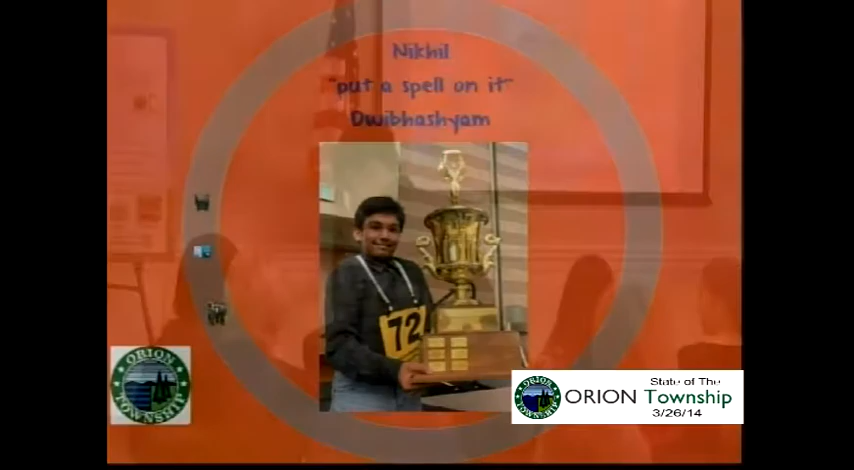 Nikhil
"put a spell on it"
Dwibhashyam
72
ORION
TOWNSHIP
ORION
TOWNSHIP
State of The
ORION Township
3/26/14